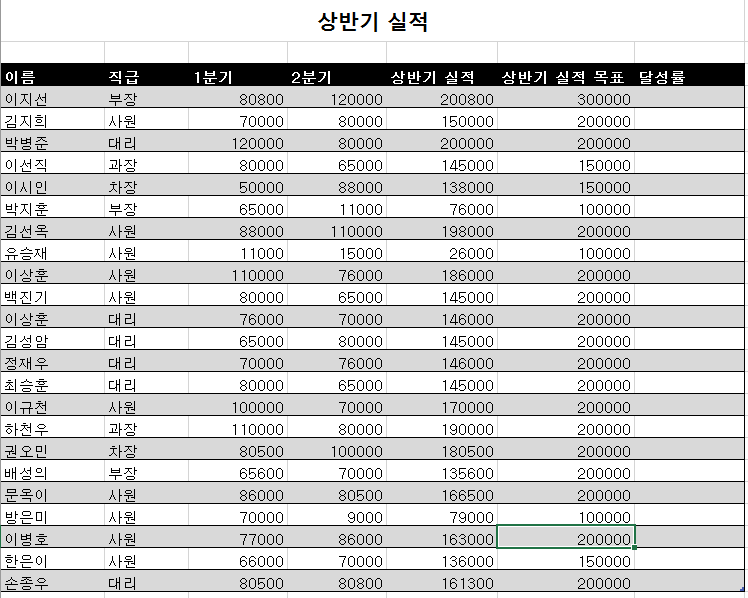 상반기 실적
이름 직급 1분기 2분기 상반기 실적 상반기 실적 목표 달성률
이지선 부장 80800 120000 200800 300000
김지희 사원 70000 80000 150000 200000
박병준 대리 120000 80000 200000 200000
이선직 과장 80000 65000 145000 150000
이시인 차장 50000 88000 138000 150000
박지훈 부장 65000 11000 76000 100000
김선옥 사원 88000 110000 198000 200000
유승재 사원 11000 15000 26000 100000
이상훈 사원 110000 76000 186000 200000
백진기 사원 80000 65000 145000 200000
이상훈 대리 76000 70000 146000 200000
김성암 대리 65000 80000 145000 200000
정재우 대리 70000 76000 146000 200000
최승훈 대리 80000 65000 145000 200000
이규천 사원 100000 70000 170000 200000
하천우 과장 110000 80000 190000 200000
권오민 차장 80500 100000 180500 200000
배성의 부장 65600 70000 135600 200000
문옥이 사원 86000 80500 166500 200000
방은미 사원 70000 9000 79000 100000
이병호 사원 77000 86000 163000 200000
한은이 사원 66000 70000 136000 150000
손종우 대리 80500 80800 161300 200000